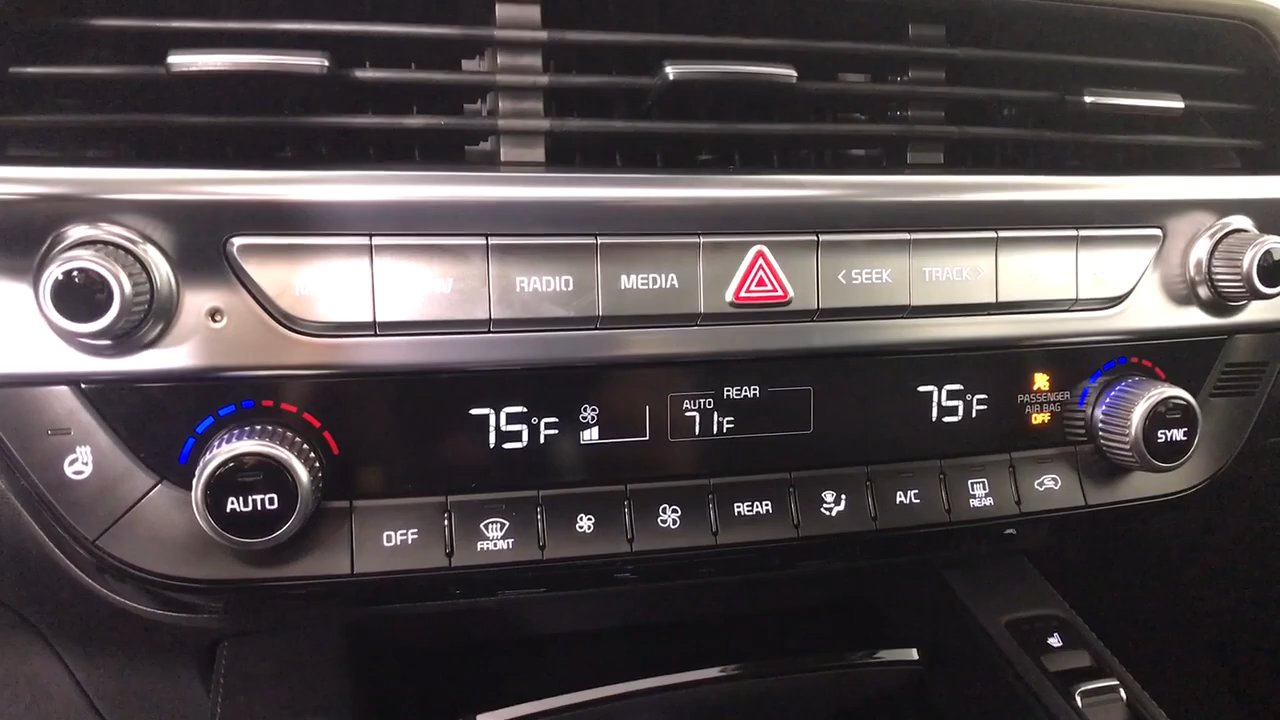 RADIO
MEDIA
< SEEK
TRACK >
75°F
REAR
AUTO
71°F
75°F
PASSENGER
AIR BAG
OFF
SYNC
AUTO
OFF
FRONT
REAR
A/C
REAR